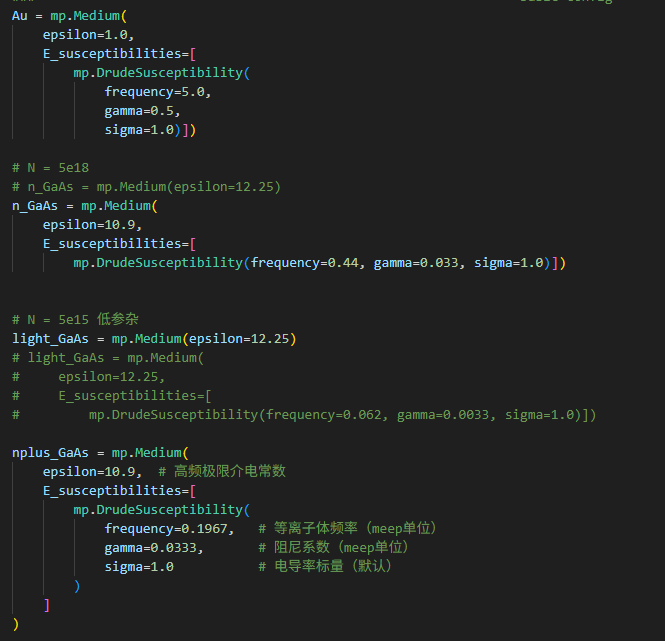 Au = mp.Medium(
    epsilon=1.0,
    E_susceptibilities=[
        mp.DrudeSusceptibility(
            frequency=5.0,
            gamma=0.5,
            sigma=1.0)])
# N = 5e18
# n_GaAs = mp.Medium(epsilon=12.25)
n_GaAs = mp.Medium(
    epsilon=10.9,
    E_susceptibilities=[
        mp.DrudeSusceptibility(frequency=0.44, gamma=0.033, sigma=1.0)])
# N = 5e15 低参杂
light_GaAs = mp.Medium(epsilon=12.25)
# light_GaAs = mp.Medium(
#     epsilon=12.25,
#     E_susceptibilities=[
#         mp.DrudeSusceptibility(frequency=0.062, gamma=0.0033, sigma=1.0)])
nplus_GaAs = mp.Medium(
    epsilon=10.9,  # 高频极限介电常数
    E_susceptibilities=[
        mp.DrudeSusceptibility(
            frequency=0.1967,   # 等离子体频率（meep单位）
            gamma=0.0333,       # 阻尼系数（meep单位）
            sigma=1.0           # 电导率标量（默认）
        )
    ]
)